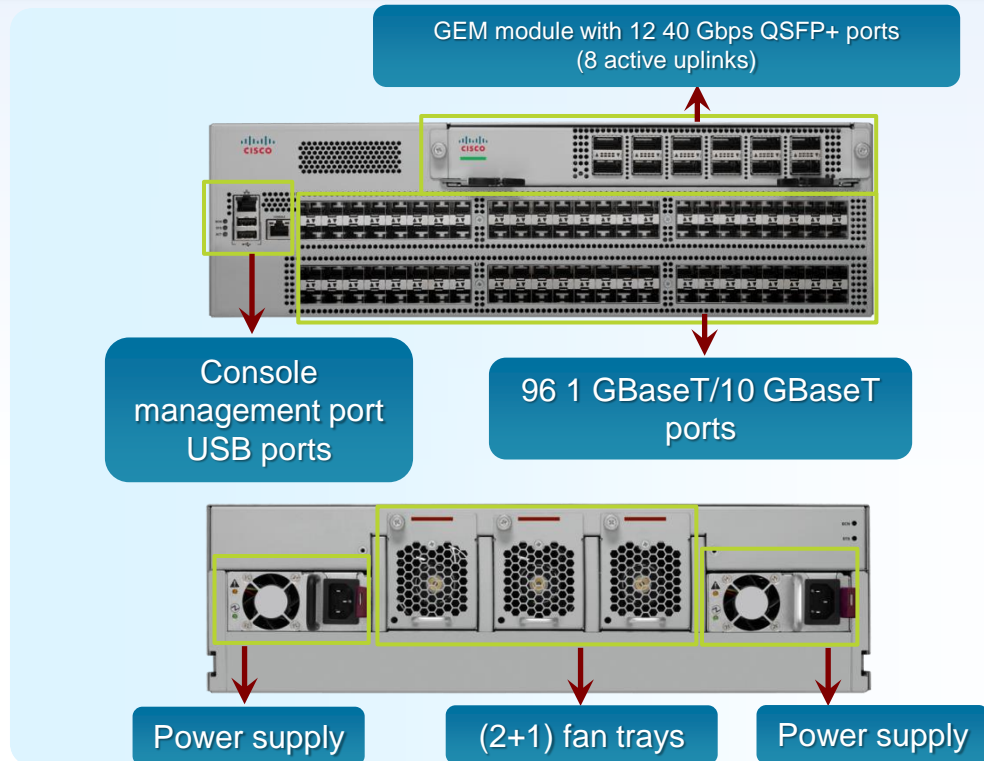 GEM module with 12 40 Gbps QSFP+ ports
(8 active uplinks)
CISCO
CISCO
Console
management port
USB ports
96 1 GBaseT/10 GBaseT
ports
Power supply
(2+1) fan trays
Power supply